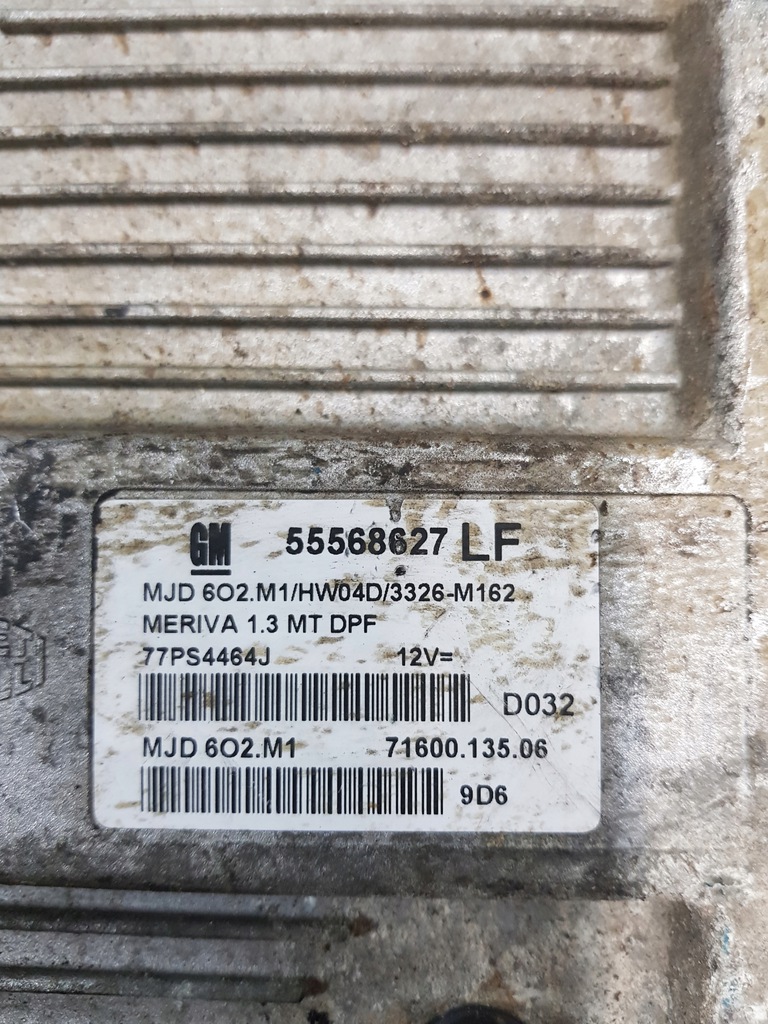 GM 55568627 LF
MJD 6O2.M1/HW04D/3326-M162
MERIVA 1.3 MT DPF
77PS4464J 12V=
D032
MJD 6O2.M1 71600.135.06
9D6